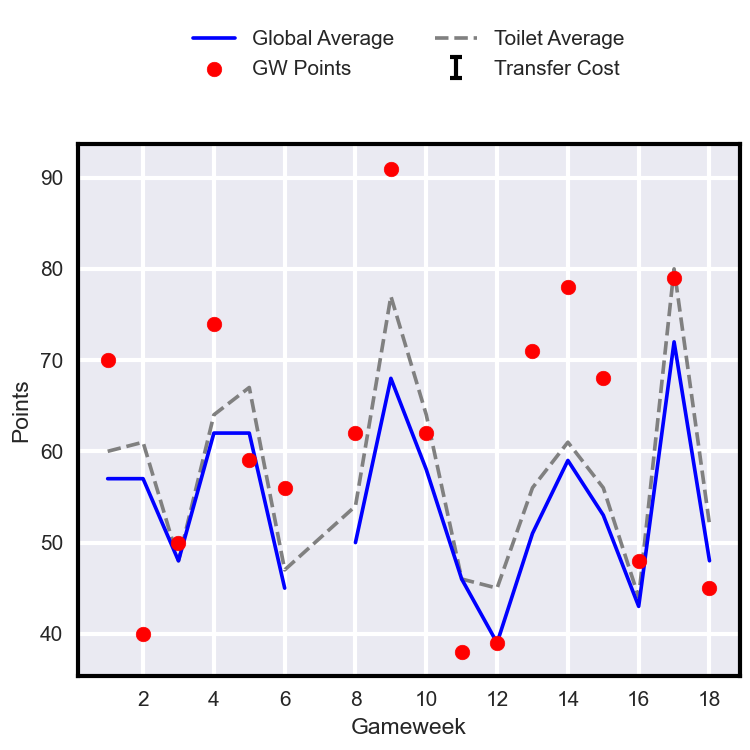 Global Average
Toilet Average
GW Points
Transfer Cost
90
80
70
60
50
40
Points
2 4 6 8 10 12 14 16 18
Gameweek